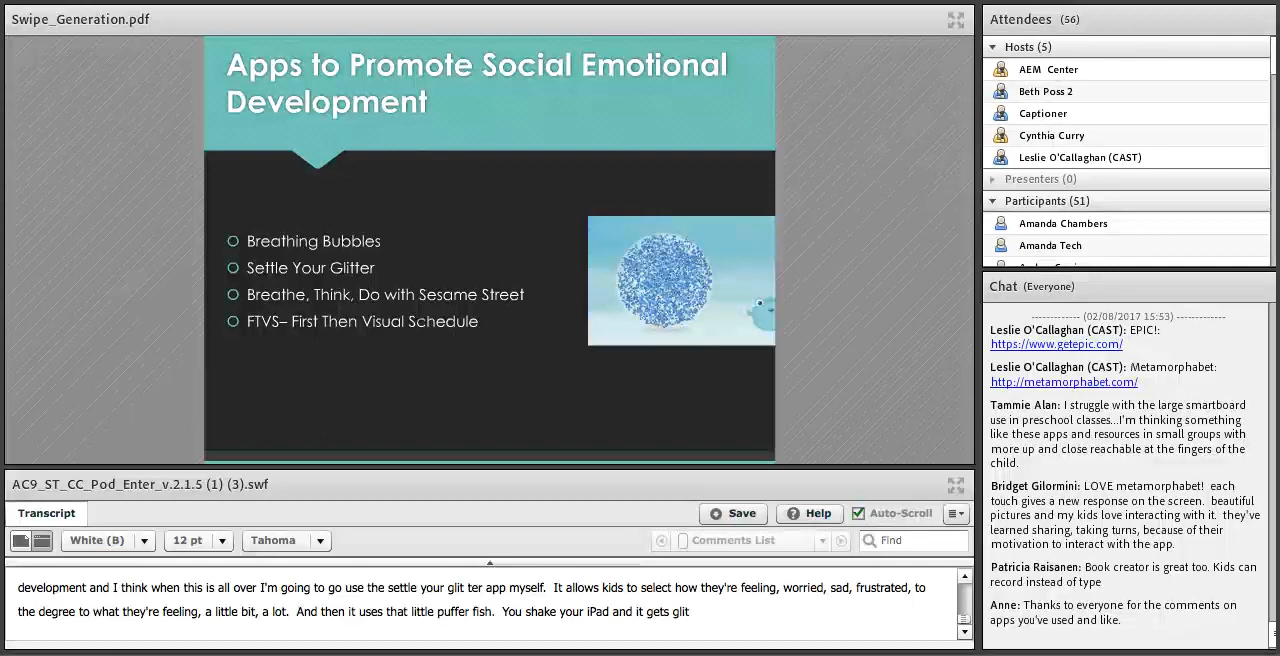 Swipe_Generation.pdf
Apps to Promote Social Emotional
Development
Breathing Bubbles
Settle Your Glitter
Breathe, Think, Do with Sesame Street
FTVS– First Then Visual Schedule
AC9_ST_CC_Pod_Enter_v.2.1.5 (1) (3).swf
Transcript
Save
Help
Auto-Scroll
White (B)
12 pt
Tahoma
Comments List
Find
development and I think when this is all over I'm going to go use the settle your glit ter app myself.  It allows kids to select how they're feeling, worried, sad, frustrated, to
the degree to what they're feeling, a little bit, a lot.  And then it uses that little puffer fish.  You shake your iPad and it gets glit
Attendees (56)
Hosts (5)
AEM  Center
Beth Poss 2
Captioner
Cynthia Curry
Leslie O'Callaghan (CAST)
Presenters (0)
Participants (51)
Amanda Chambers
Amanda Tech
Chat (Everyone)
------------- (02/08/2017 15:53) -------------
Leslie O'Callaghan (CAST): EPIC!:
https://www.getepic.com/
Leslie O'Callaghan (CAST): Metamorphabet:
http://metamorphabet.com/
Tammie Alan: I struggle with the large smartboard
use in preschool classes...I'm thinking something
like these apps and resources in small groups with
more up and close reachable at the fingers of the
child.
Bridget Gilormini: LOVE metamorphabet!  each
touch gives a new response on the screen.  beautiful
pictures and my kids love interacting with it.  they've
learned sharing, taking turns, because of their
motivation to interact with the app.
Patricia Raisanen: Book creator is great too. Kids can
record instead of type
Anne: Thanks to everyone for the comments on
apps you've used and like.